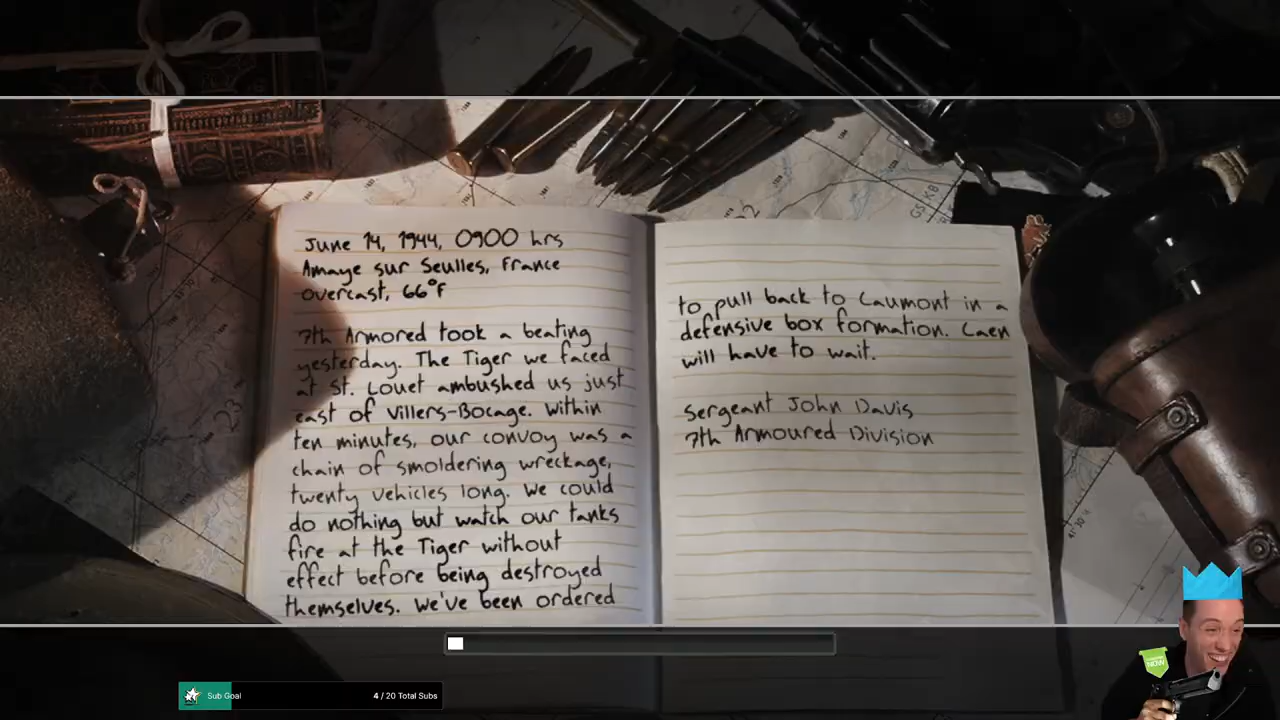 June 14, 1944, 0900 hrs
Amaye sur Seulles, France
overcast, 66°F
7th Armored took a beating
yesterday. The Tiger we faced
at St. Louet ambushed us just
east of Villers-Bocage. Within
ten minutes, our convoy was a
chain of smoldering wreckage,
twenty vehicles long. We could
do nothing but watch our tanks
fire at the Tiger without
effect before being destroyed
themselves. We've been ordered
to pull back to Caumont in a
defensive box formation. Caen
will have to wait.
Sergeant John Davis
7th Armoured Division
23
GSKB
Sub Goal
4 / 20 Total Subs
NOW